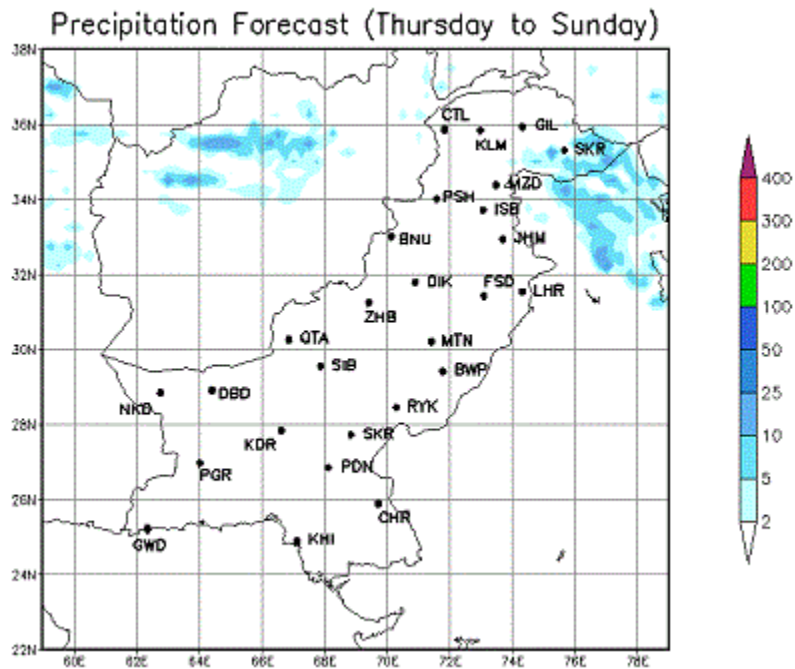 Precipitation Forecast (Thursday to Sunday)
38N
36N
34N
32N
30N
28N
26N
24N
22N
CTL
GIL
KLM
SKR
MZD
PSH
ISB
BNU
JHM
DIK
FSD
LHR
ZHB
QTA
MTN
SIB
BWP
DBD
NKD
RYK
SKR
KDR
PDN
PGR
CHR
KHI
GWD
60E 62E 64E 66E 68E 70E 72E 74E 76E 78E
400
300
200
100
50
25
10
5
2